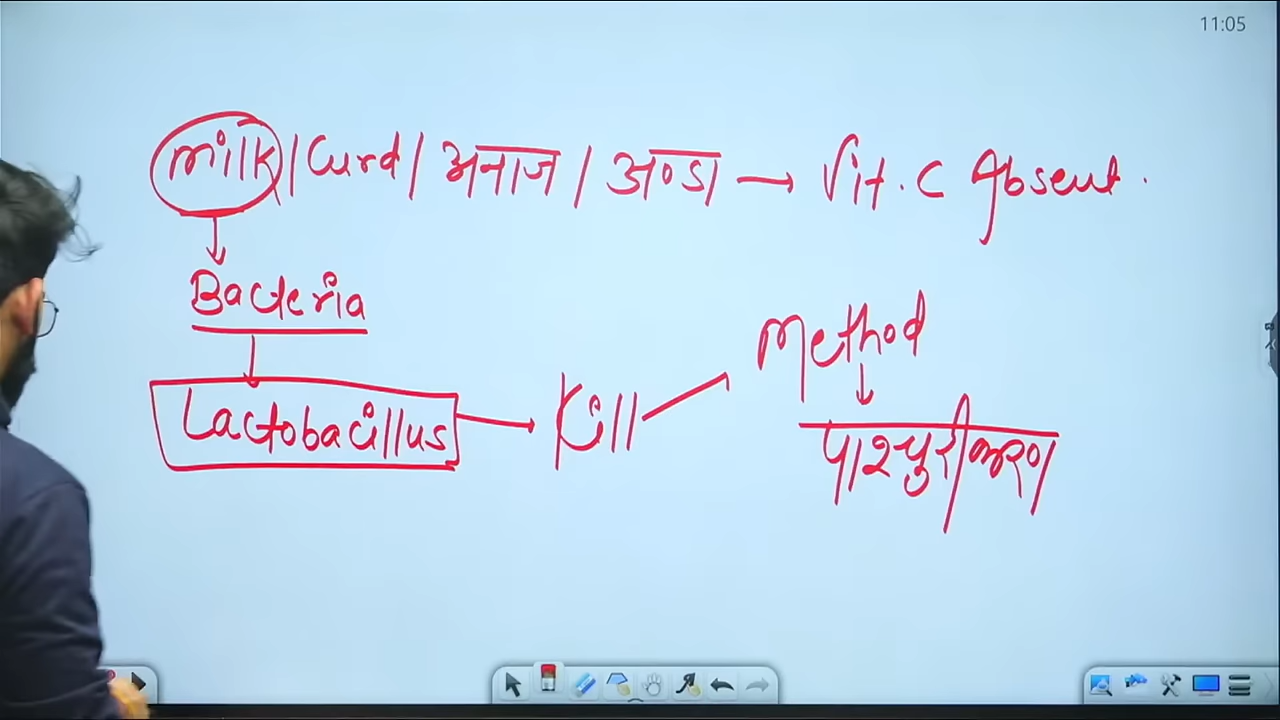 11:05
Milk / Curd / अनाज / अण्डा → Vit. C Absent.
Bacteria
Lactobacillus → Kill
Method
पाश्चुरीकरण